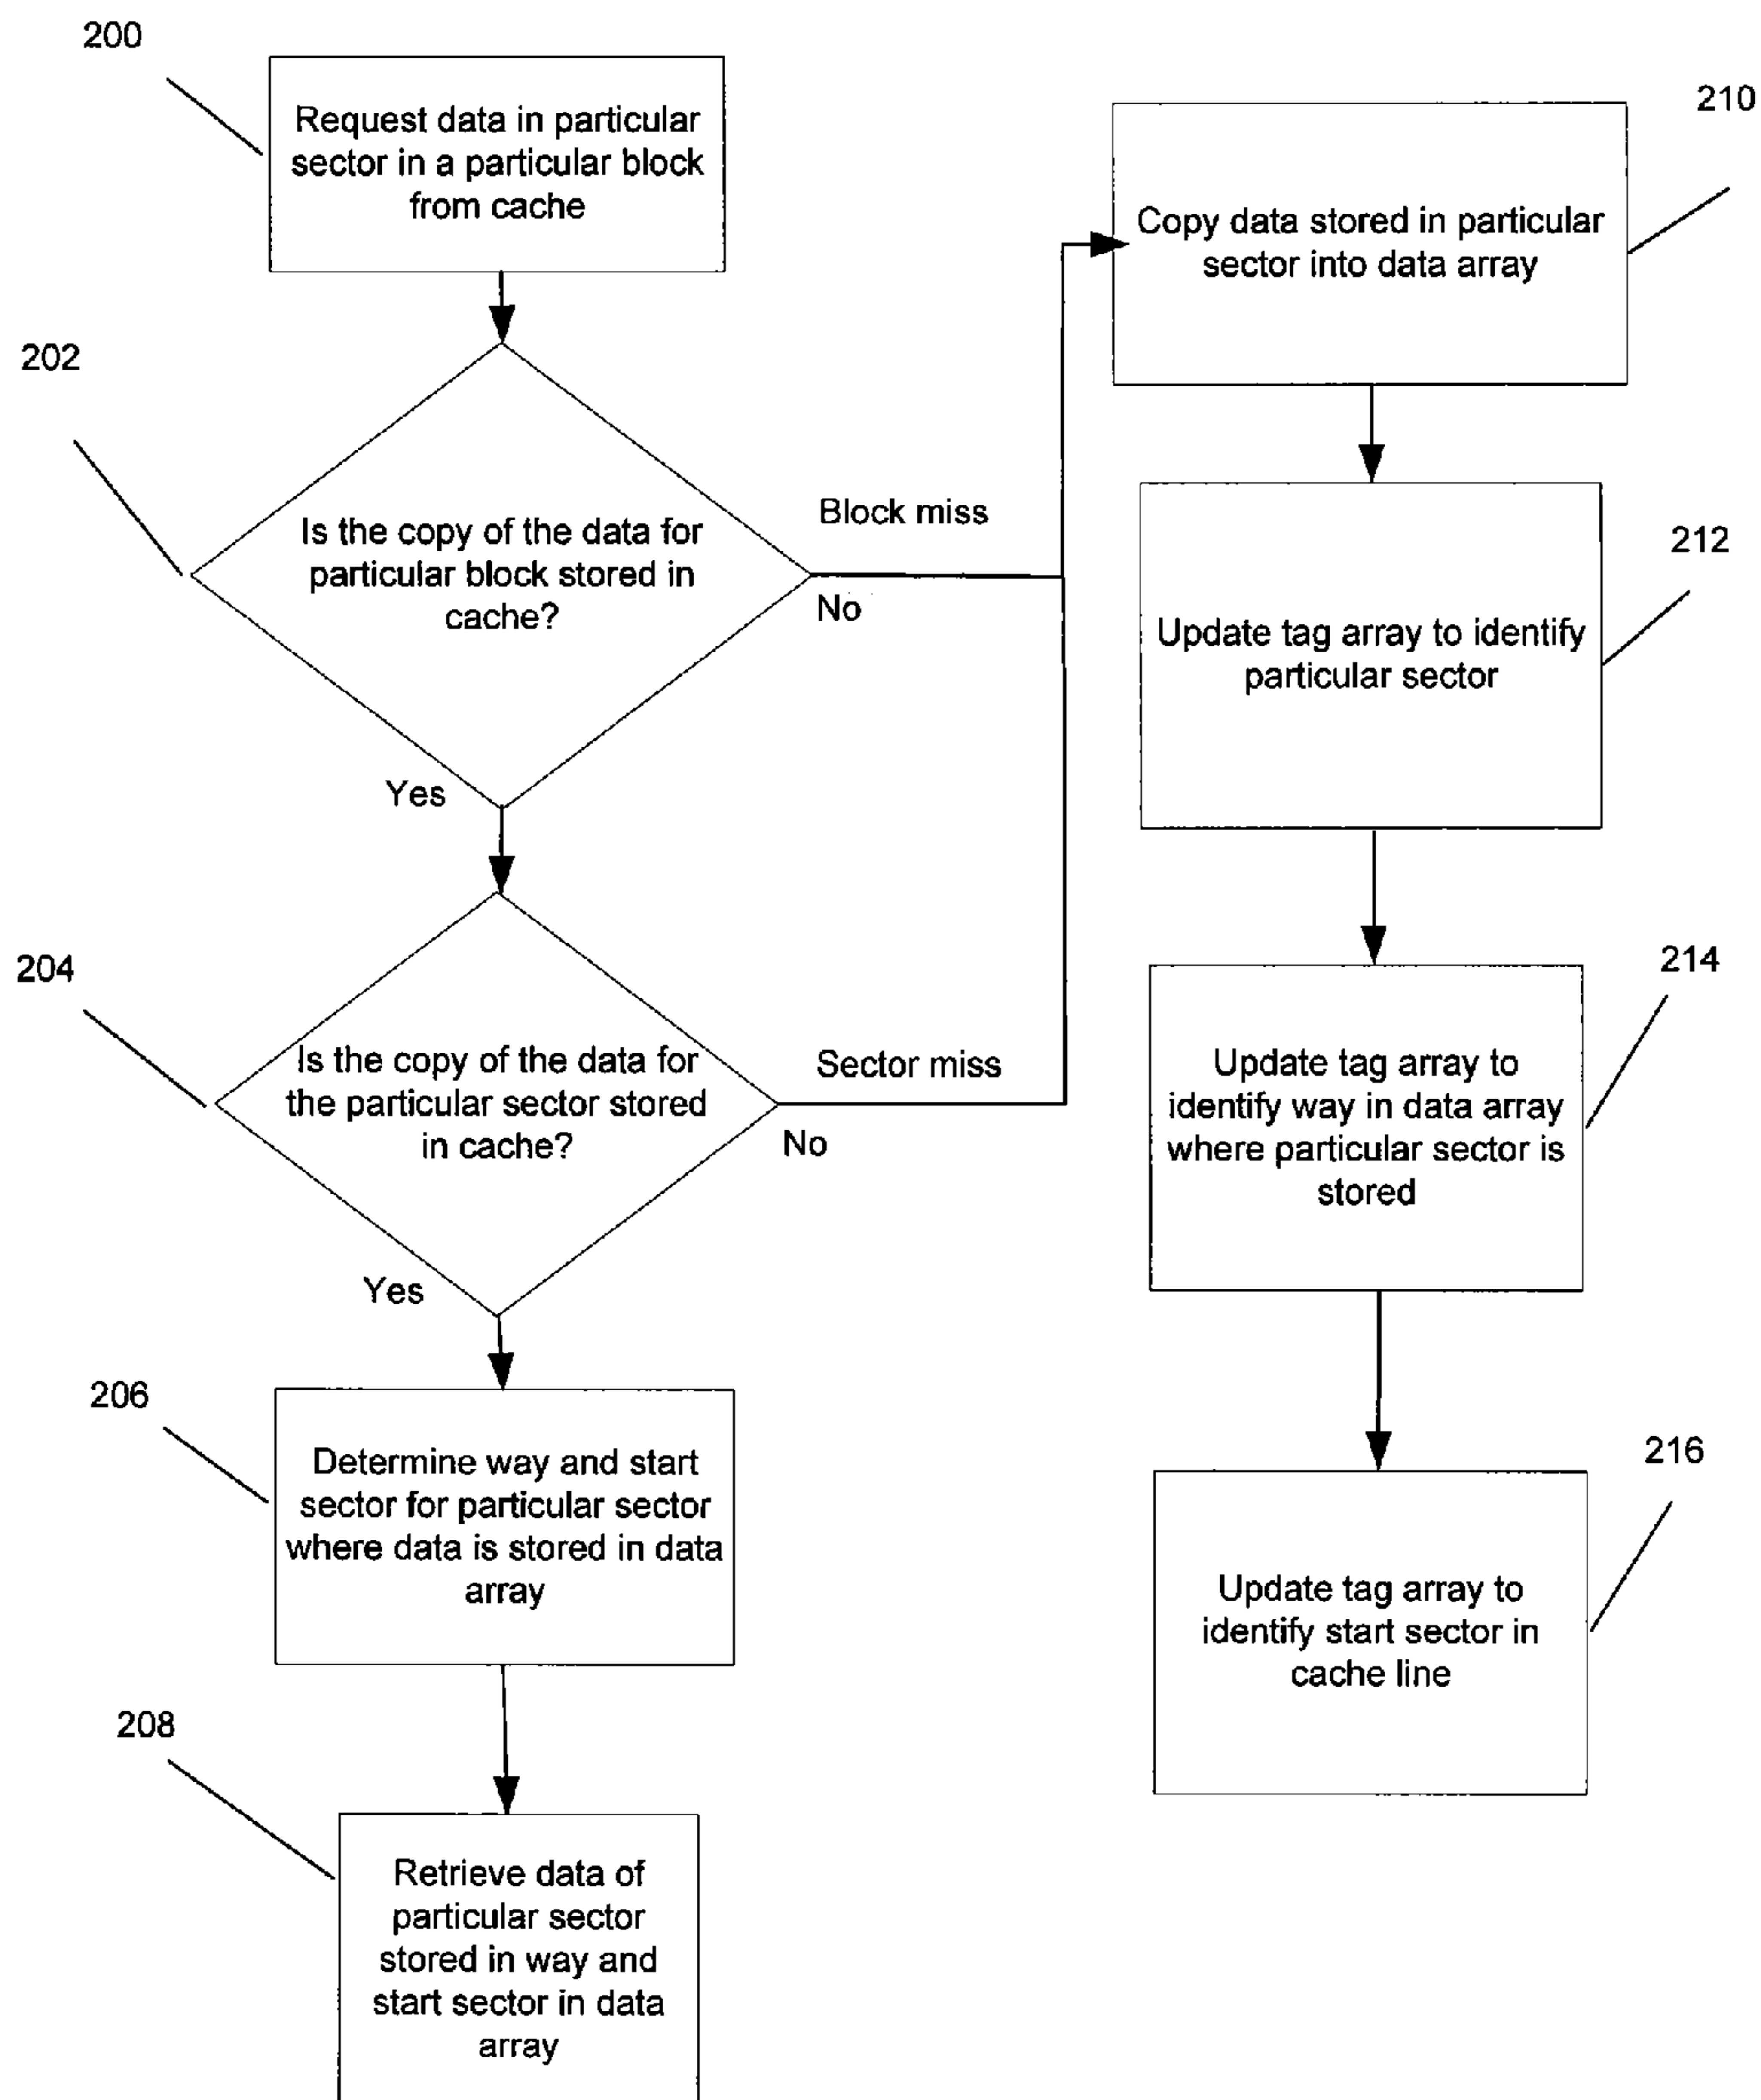 200
Request data in particular
sector in a particular block
from cache
202
Is the copy of the data for
particular block stored in
cache?
Block miss
No
Yes
204
Is the copy of the data for
the particular sector stored
in cache?
Sector miss
No
Yes
206
Determine way and start
sector for particular sector
where data is stored in data
array
208
Retrieve data of
particular sector
stored in way and
start sector in data
array
210
Copy data stored in particular
sector into data array
212
Update tag array to identify
particular sector
214
Update tag array to
identify way in data array
where particular sector is
stored
216
Update tag array to
identify start sector in
cache line